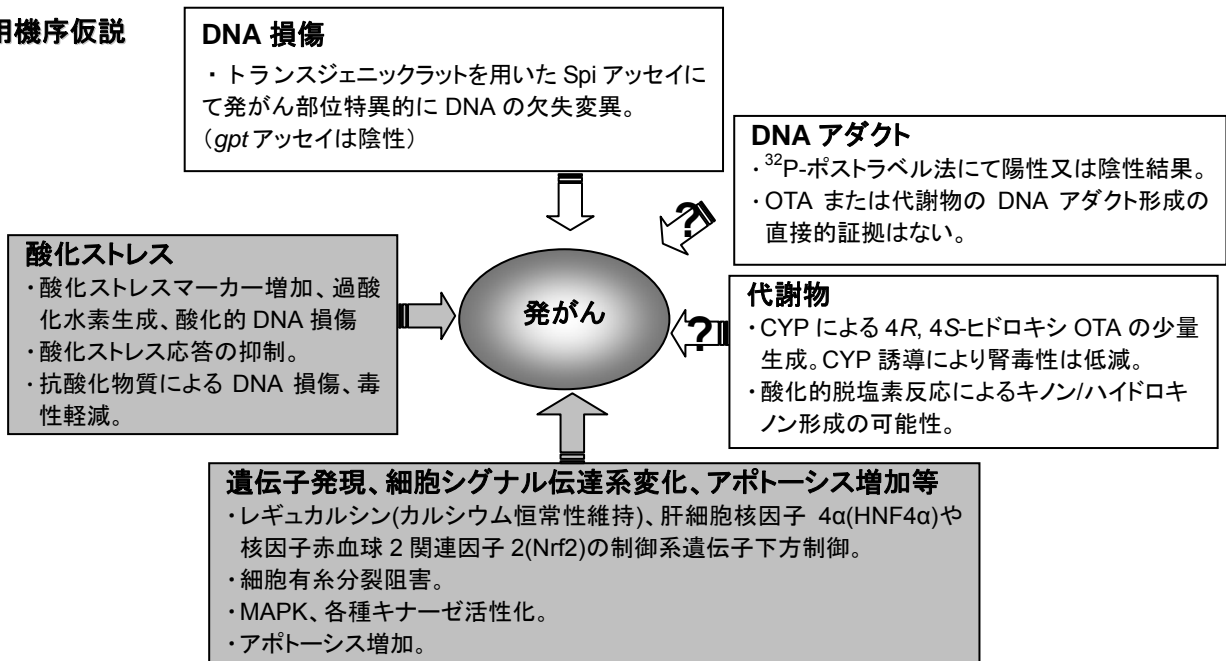 用機序仮説
DNA 損傷
・トランスジェニックラットを用いた Spi アッセイに
て発がん部位特異的に DNA の欠失変異。
（gpt アッセイは陰性）
DNA アダクト
・32P-ポストラベル法にて陽性又は陰性結果。
・OTA または代謝物の DNA アダクト形成の
直接的証拠はない。
?
酸化ストレス
・酸化ストレスマーカー増加、過酸
化水素生成、酸化的 DNA 損傷
・酸化ストレス応答の抑制。
・抗酸化物質による DNA 損傷、毒
性軽減。
発がん
?
代謝物
・CYP による 4R, 4S-ヒドロキシ OTA の少量
生成。CYP 誘導により腎毒性は低減。
・酸化的脱塩素反応によるキノン/ハイドロキ
ノン形成の可能性。
遺伝子発現、細胞シグナル伝達系変化、アポトーシス増加等
・レギュカルシン(カルシウム恒常性維持)、肝細胞核因子 4α(HNF4α)や
核因子赤血球 2 関連因子 2(Nrf2)の制御系遺伝子下方制御。
・細胞有糸分裂阻害。
・MAPK、各種キナーゼ活性化。
・アポトーシス増加。